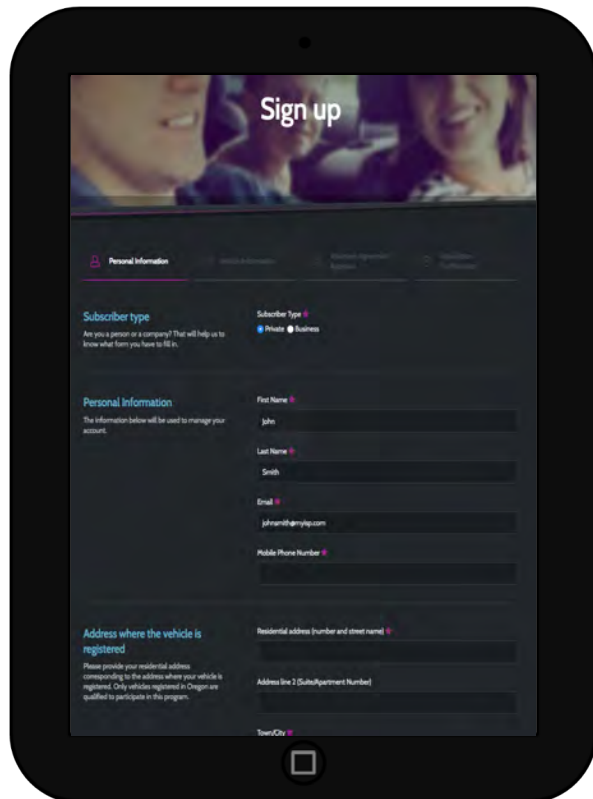 Sign up
Personal Information
Subscriber type
Are you a person or a company? That will help us to
know what form you have to fill in.
Subscriber Type *
Private Business
Personal Information
The information below will be used to manage your
account.
First Name *
John
Last Name *
Smith
Email *
johnsmith@myisp.com
Mobile Phone Number *
Address where the vehicle is
registered
Please provide your residential address
corresponding to the address where your vehicle is
registered. Only vehicles registered in Oregon are
qualified to participate in this program.
Residential address (number and street name) *
Address line 2 (Suite/Apartment Number)
Town/City *